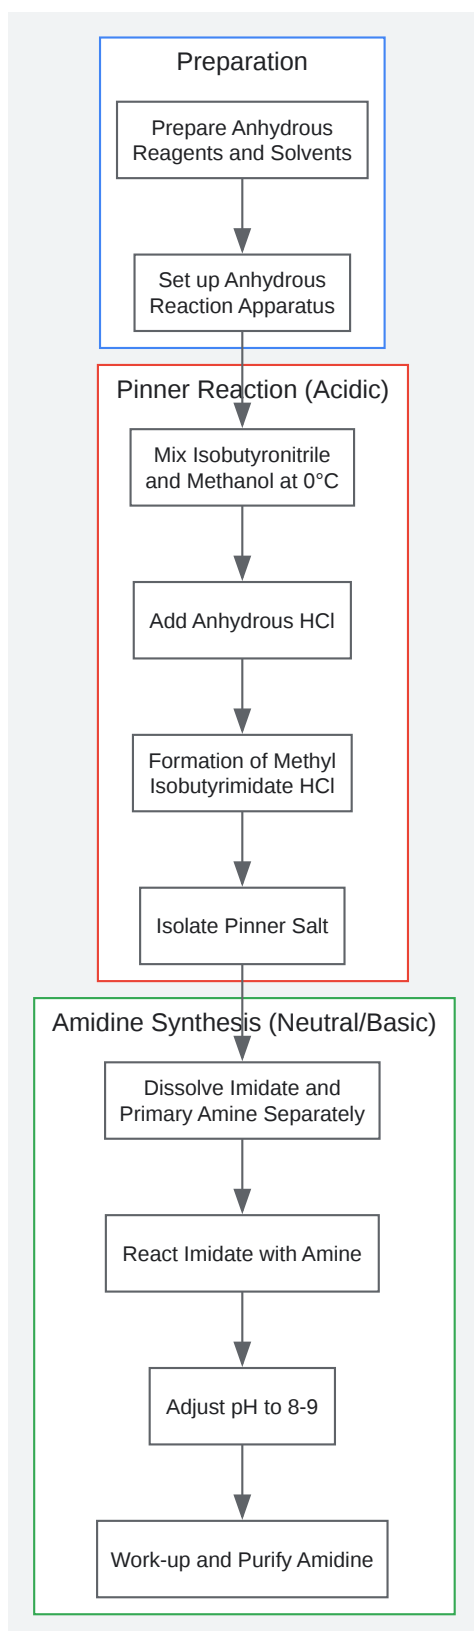 Preparation
Prepare Anhydrous
Reagents and Solvents
Set up Anhydrous
Reaction Apparatus
Pinner Reaction (Acidic)
Mix Isobutyronitrile
and Methanol at 0°C
Add Anhydrous HCl
Formation of Methyl
Isobutyrimidate HCl
Isolate Pinner Salt
Amidine Synthesis (Neutral/Basic)
Dissolve Imidate and
Primary Amine Separately
React Imidate with Amine
Adjust pH to 8-9
Work-up and Purify Amidine